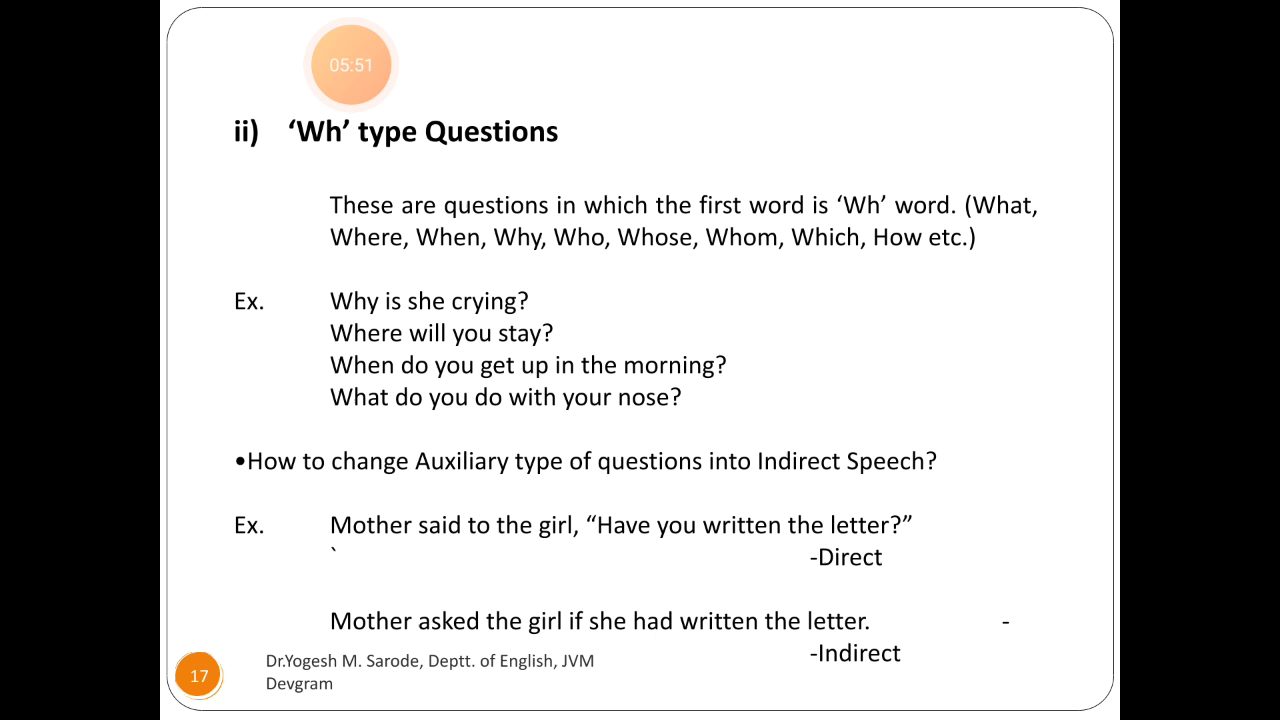 05:51
ii) ‘Wh’ type Questions
These are questions in which the first word is ‘Wh’ word. (What,
Where, When, Why, Who, Whose, Whom, Which, How etc.)
Ex. Why is she crying?
Where will you stay?
When do you get up in the morning?
What do you do with your nose?
•How to change Auxiliary type of questions into Indirect Speech?
Ex. Mother said to the girl, “Have you written the letter?”
` -Direct
Mother asked the girl if she had written the letter. -
-Indirect
17 Dr.Yogesh M. Sarode, Deptt. of English, JVM
Devgram